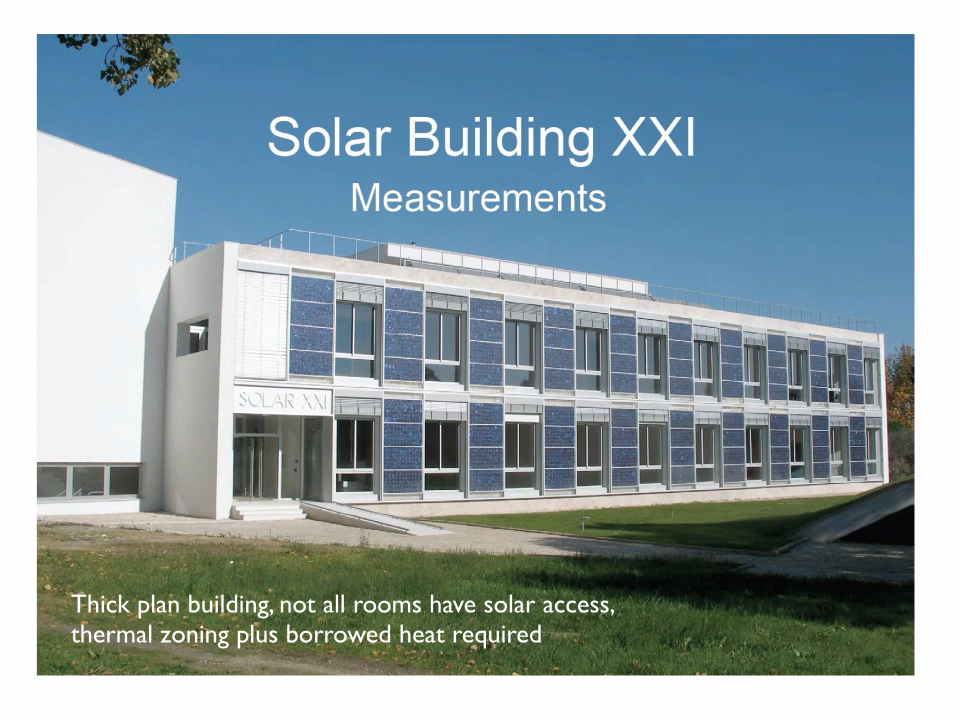 Solar Building XXI
Measurements
SOLAR XXI
Thick plan building, not all rooms have solar access,
thermal zoning plus borrowed heat required